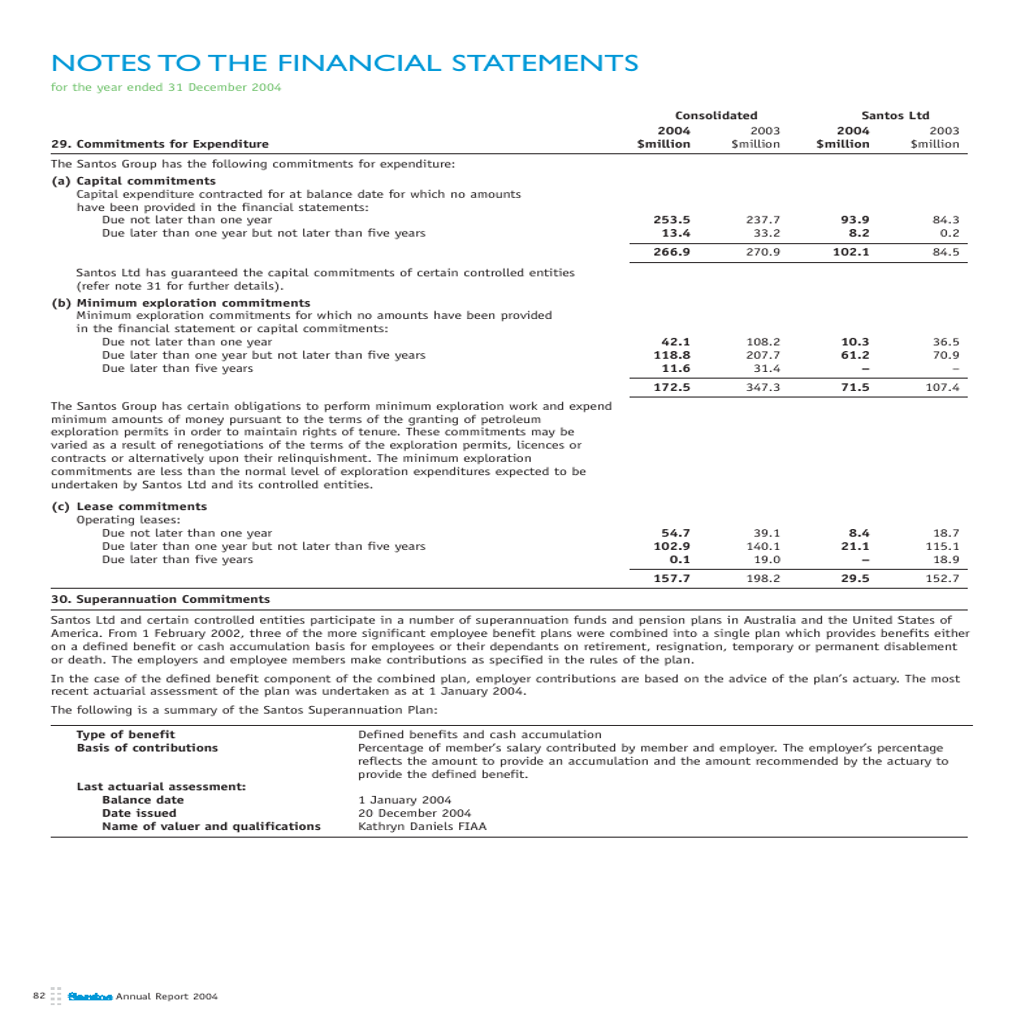 NOTES TO THE FINANCIAL STATEMENTS
for the year ended 31 December 2004
Consolidated Santos Ltd
2004 2003 2004 2003
29. Commitments for Expenditure $million $million $million $million
The Santos Group has the following commitments for expenditure:
(a) Capital commitments
Capital expenditure contracted for at balance date for which no amounts
have been provided in the financial statements:
Due not later than one year 253.5 237.7 93.9 84.3
Due later than one year but not later than five years 13.4 33.2 8.2 0.2
266.9 270.9 102.1 84.5
Santos Ltd has guaranteed the capital commitments of certain controlled entities
(refer note 31 for further details).
(b) Minimum exploration commitments
Minimum exploration commitments for which no amounts have been provided
in the financial statement or capital commitments:
Due not later than one year 42.1 108.2 10.3 36.5
Due later than one year but not later than five years 118.8 207.7 61.2 70.9
Due later than five years 11.6 31.4 – –
172.5 347.3 71.5 107.4
The Santos Group has certain obligations to perform minimum exploration work and expend
minimum amounts of money pursuant to the terms of the granting of petroleum
exploration permits in order to maintain rights of tenure. These commitments may be
varied as a result of renegotiations of the terms of the exploration permits, licences or
contracts or alternatively upon their relinquishment. The minimum exploration
commitments are less than the normal level of exploration expenditures expected to be
undertaken by Santos Ltd and its controlled entities.
(c) Lease commitments
Operating leases:
Due not later than one year 54.7 39.1 8.4 18.7
Due later than one year but not later than five years 102.9 140.1 21.1 115.1
Due later than five years 0.1 19.0 – 18.9
157.7 198.2 29.5 152.7
30. Superannuation Commitments
Santos Ltd and certain controlled entities participate in a number of superannuation funds and pension plans in Australia and the United States of
America. From 1 February 2002, three of the more significant employee benefit plans were combined into a single plan which provides benefits either
on a defined benefit or cash accumulation basis for employees or their dependants on retirement, resignation, temporary or permanent disablement
or death. The employers and employee members make contributions as specified in the rules of the plan.
In the case of the defined benefit component of the combined plan, employer contributions are based on the advice of the plan's actuary. The most
recent actuarial assessment of the plan was undertaken as at 1 January 2004.
The following is a summary of the Santos Superannuation Plan:
Type of benefit Defined benefits and cash accumulation
Basis of contributions Percentage of member's salary contributed by member and employer. The employer's percentage
reflects the amount to provide an accumulation and the amount recommended by the actuary to
provide the defined benefit.
Last actuarial assessment:
Balance date 1 January 2004
Date issued 20 December 2004
Name of valuer and qualifications Kathryn Daniels FIAA
82 Santos Annual Report 2004